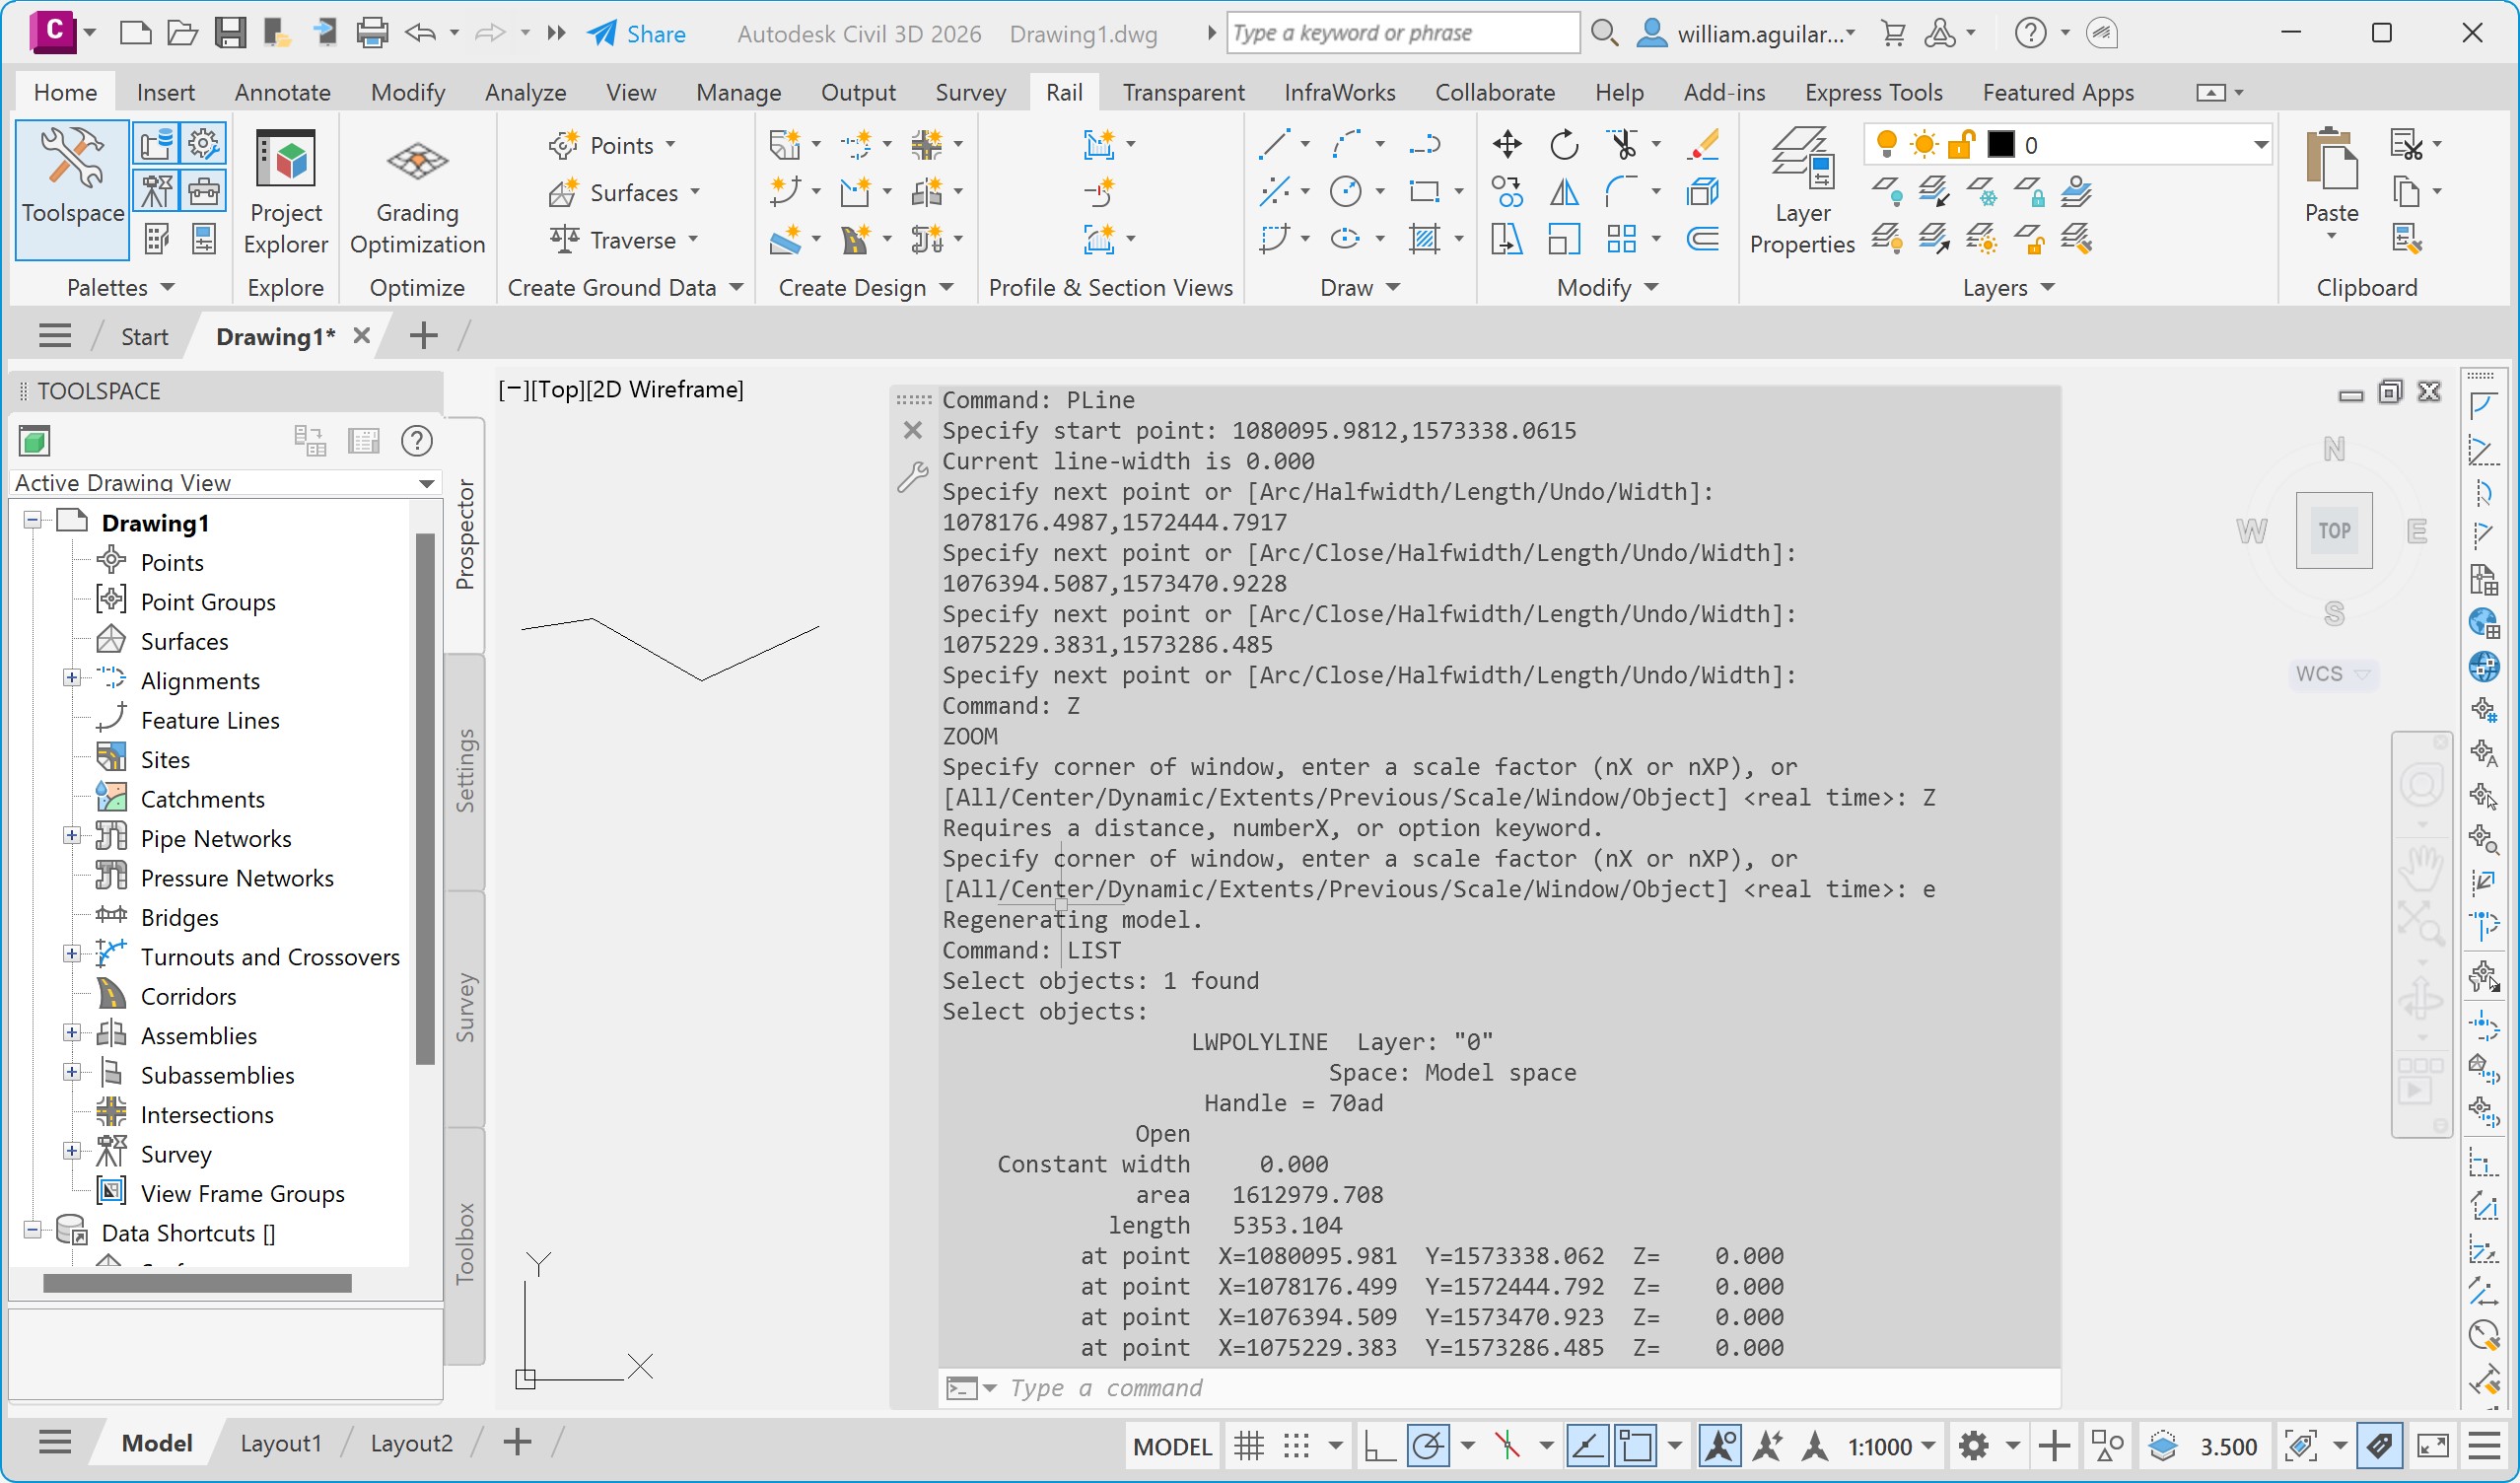 C
Share
Autodesk Civil 3D 2026
Drawing1.dwg
Type a keyword or phrase
william.aguilar...
Home
Insert
Annotate
Modify
Analyze
View
Manage
Output
Survey
Rail
Transparent
InfraWorks
Collaborate
Help
Add-ins
Express Tools
Featured Apps
Toolspace
Palettes
Project
Explorer
Explore
Grading
Optimization
Optimize
Points
Surfaces
Traverse
Create Ground Data
Create Design
Profile & Section Views
Draw
Modify
Layer
Properties
0
Layers
Paste
Clipboard
Start
Drawing1*
TOOLSPACE
Active Drawing View
Drawing1
Points
Point Groups
Surfaces
Alignments
Feature Lines
Sites
Catchments
Pipe Networks
Pressure Networks
Bridges
Turnouts and Crossovers
Corridors
Assemblies
Subassemblies
Intersections
Survey
View Frame Groups
Data Shortcuts []
Prospector
Settings
Survey
Toolbox
[−][Top][2D Wireframe]
Y
X
Command: PLine
Specify start point: 1080095.9812,1573338.0615
Current line-width is 0.000
Specify next point or [Arc/Halfwidth/Length/Undo/Width]:
1078176.4987,1572444.7917
Specify next point or [Arc/Close/Halfwidth/Length/Undo/Width]:
1076394.5087,1573470.9228
Specify next point or [Arc/Close/Halfwidth/Length/Undo/Width]:
1075229.3831,1573286.485
Specify next point or [Arc/Close/Halfwidth/Length/Undo/Width]:
Command: Z
ZOOM
Specify corner of window, enter a scale factor (nX or nXP), or
[All/Center/Dynamic/Extents/Previous/Scale/Window/Object] <real time>: Z
Requires a distance, numberX, or option keyword.
Specify corner of window, enter a scale factor (nX or nXP), or
[All/Center/Dynamic/Extents/Previous/Scale/Window/Object] <real time>: e
Regenerating model.
Command: LIST
Select objects: 1 found
Select objects:
LWPOLYLINE Layer: "0"
Space: Model space
Handle = 70ad
Open
Constant width 0.000
area 1612979.708
length 5353.104
at point X=1080095.981 Y=1573338.062 Z= 0.000
at point X=1078176.499 Y=1572444.792 Z= 0.000
at point X=1076394.509 Y=1573470.923 Z= 0.000
at point X=1075229.383 Y=1573286.485 Z= 0.000
Type a command
N
W
TOP
E
S
WCS
Model
Layout1
Layout2
MODEL
1:1000
3.500